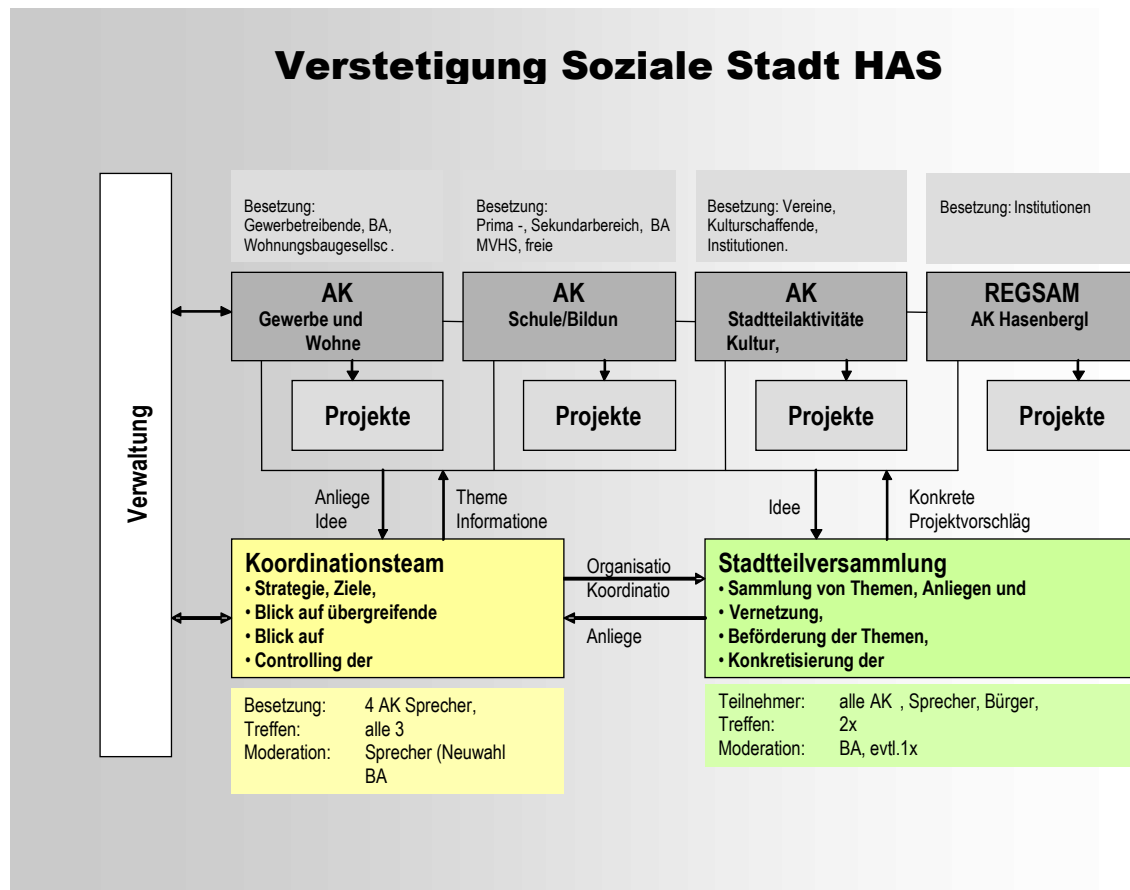 Verstetigung Soziale Stadt HAS
Verwaltung
Besetzung:
Gewerbetreibende, BA,
Wohnungsbaugesellsc .
Besetzung:
Prima -, Sekundarbereich, BA
MVHS, freie
Besetzung: Vereine,
Kulturschaffende,
Institutionen.
Besetzung: Institutionen
AK
Gewerbe und
Wohne
AK
Schule/Bildun
AK
Stadtteilaktivitäte
Kultur,
REGSAM
AK Hasenbergl
Projekte
Projekte
Projekte
Projekte
Anliege
Idee
Theme
Informatione
Idee
Konkrete
Projektvorschläg
Koordinationsteam
• Strategie, Ziele,
• Blick auf übergreifende
• Blick auf
• Controlling der
Organisatio
Koordinatio
Anliege
Stadtteilversammlung
• Sammlung von Themen, Anliegen und
• Vernetzung,
• Beförderung der Themen,
• Konkretisierung der
Besetzung: 4 AK Sprecher,
Treffen: alle 3
Moderation: Sprecher (Neuwahl
BA
Teilnehmer: alle AK , Sprecher, Bürger,
Treffen: 2x
Moderation: BA, evtl.1x